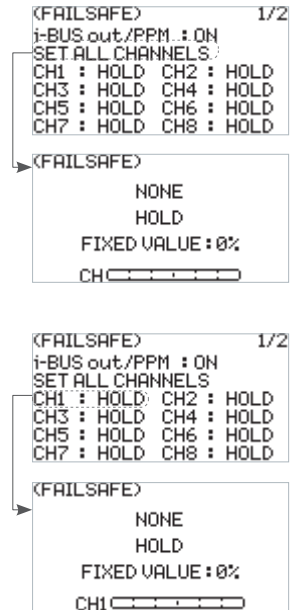 (FAILSAFE) 1/2
i-BUS out/PPM : ON
SET ALL CHANNELS
CH1 : HOLD CH2 : HOLD
CH3 : HOLD CH4 : HOLD
CH5 : HOLD CH6 : HOLD
CH7 : HOLD CH8 : HOLD
(FAILSAFE)
NONE
HOLD
FIXED VALUE : 0%
CH
(FAILSAFE) 1/2
i-BUS out/PPM : ON
SET ALL CHANNELS
CH1 : HOLD CH2 : HOLD
CH3 : HOLD CH4 : HOLD
CH5 : HOLD CH6 : HOLD
CH7 : HOLD CH8 : HOLD
(FAILSAFE)
NONE
HOLD
FIXED VALUE : 0%
CH1